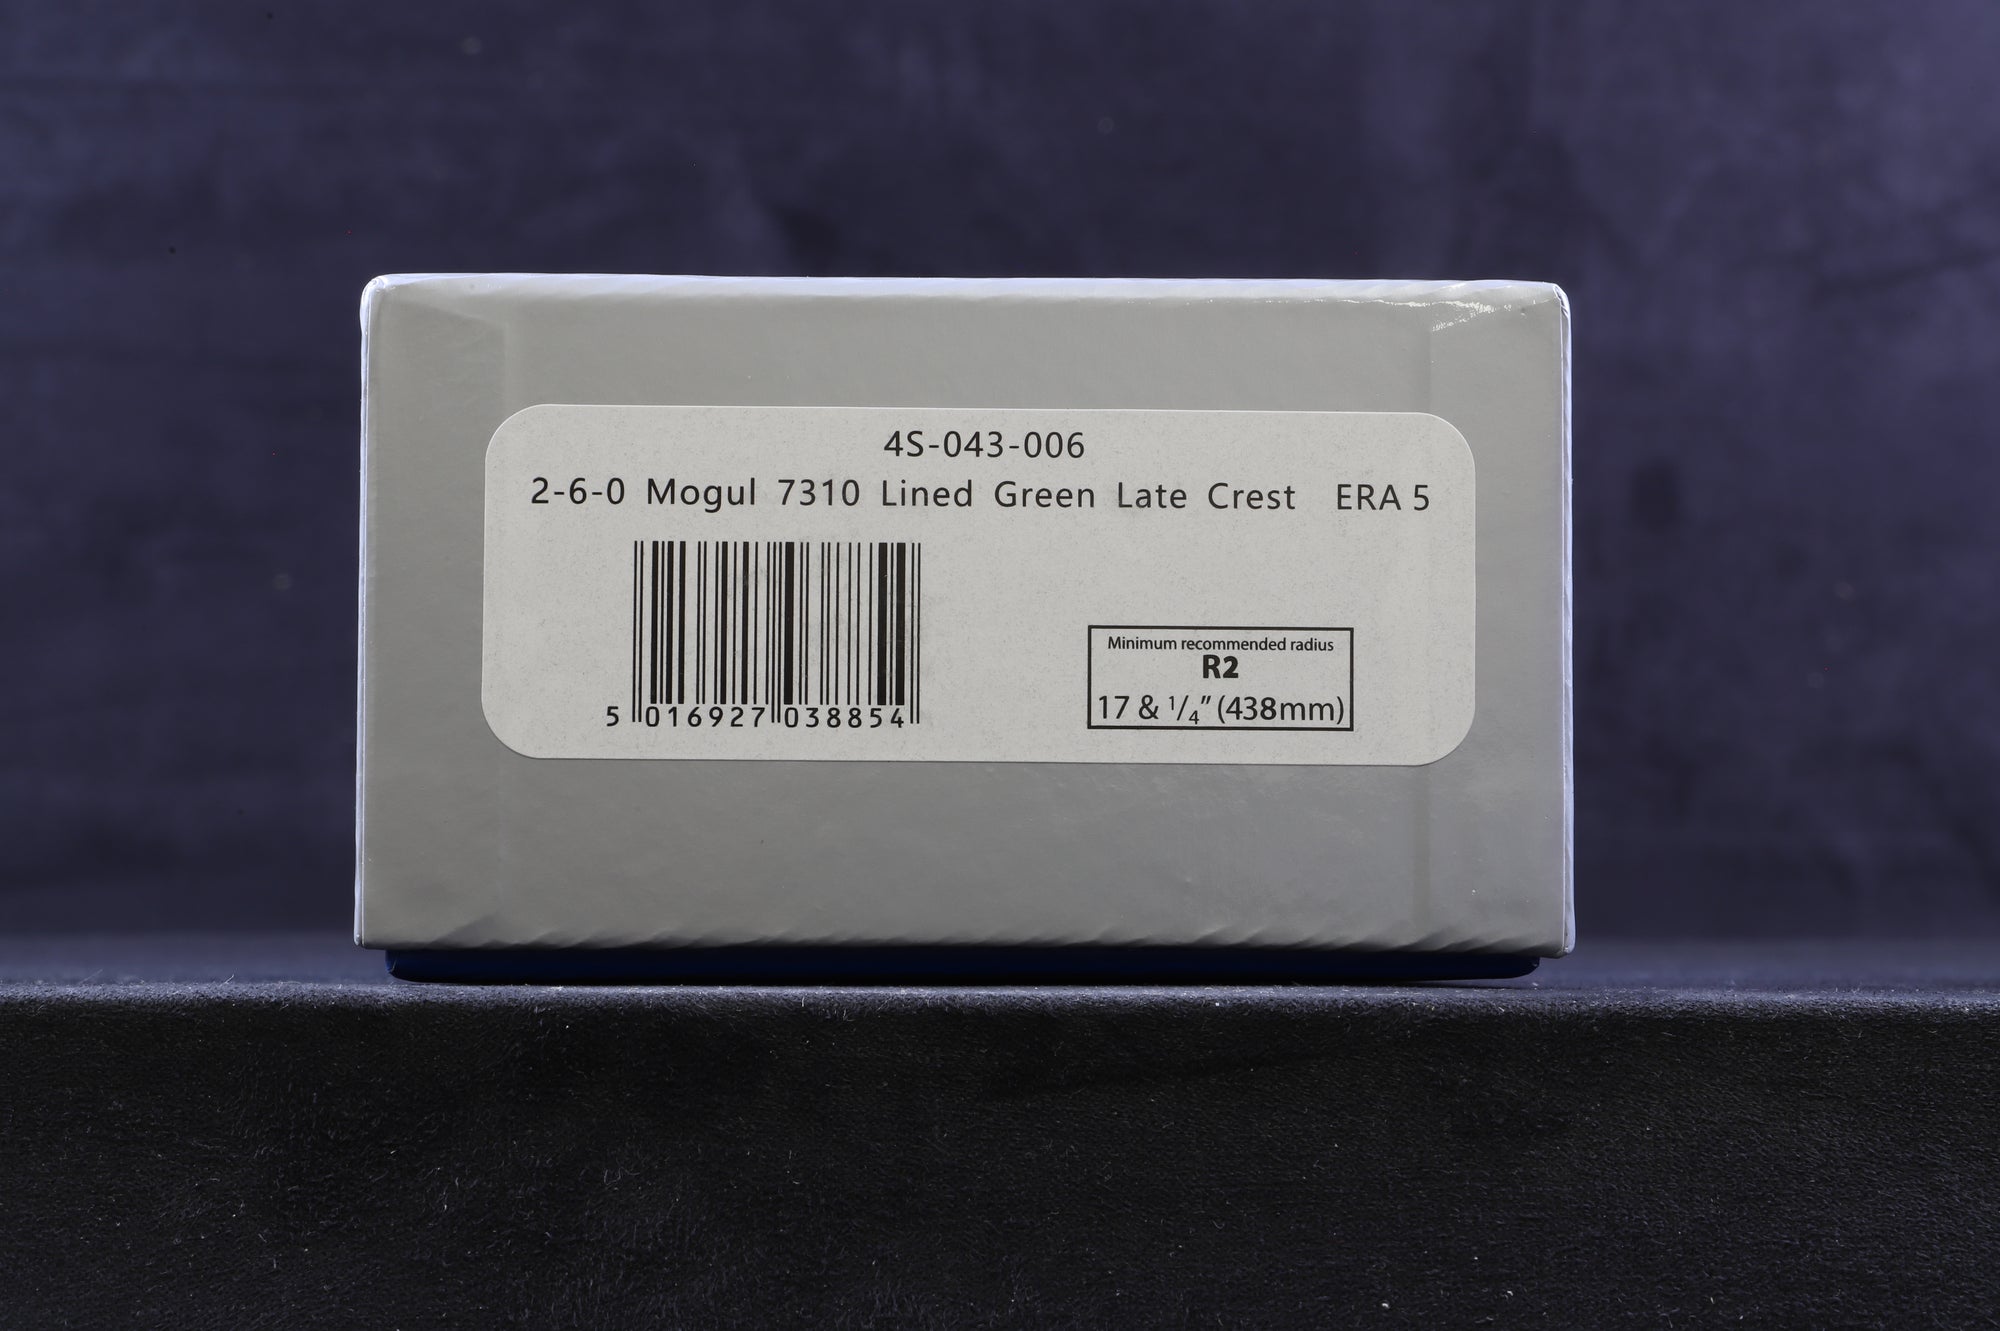 4S-043-006
2-6-0 Mogul 7310 Lined Green Late Crest ERA 5
Minimum recommended radius
R2
17 & 1/4" (438mm)
5 016927 038854